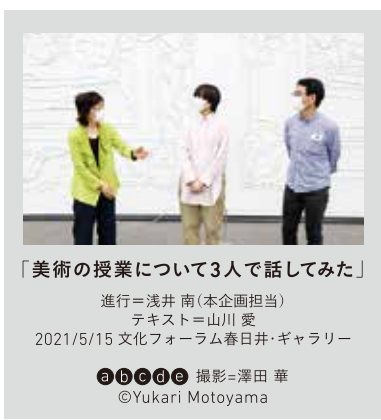 「美術の授業について3人で話してみた」
進行＝浅井 南（本企画担当）
テキスト＝山川 愛
2021/5/15 文化フォーラム春日井・ギャラリー
abcde 撮影=澤田 華
©Yukari Motoyama